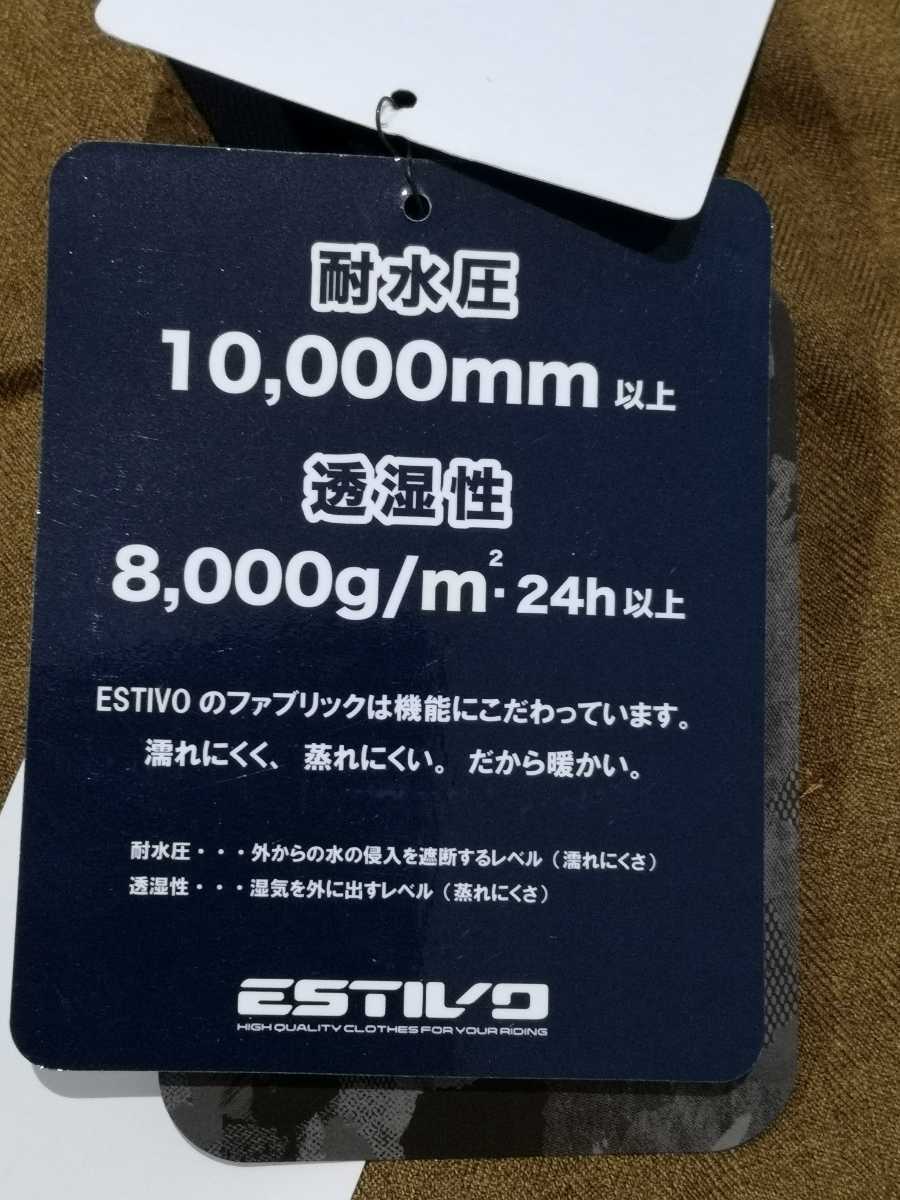 耐水圧
10,000mm 以上
透湿性
8,000g/m²・24h 以上
ESTIVO のファブリックは機能にこだわっています。
濡れにくく、蒸れにくい。だから暖かい。
耐水圧・・・外からの水の侵入を遮断するレベル（濡れにくさ）
透湿性・・・湿気を外に出すレベル（蒸れにくさ）
ESTIVO
HIGH QUALITY CLOTHES FOR YOUR RIDING